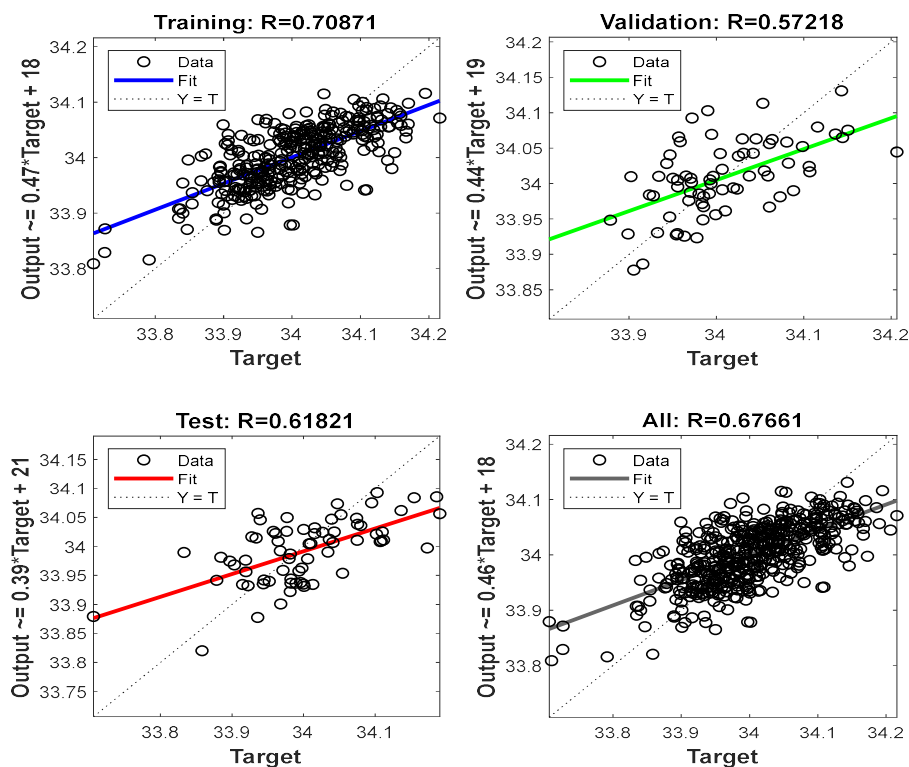 Training: R=0.70871
Output ~= 0.47*Target + 18
34.2
34.1
34
33.9
33.8
Data
Fit
Y = T
33.8 33.9 34 34.1 34.2
Target
Validation: R=0.57218
Output ~= 0.44*Target + 19
34.2
34.15
34.1
34.05
34
33.95
33.9
33.85
Data
Fit
Y = T
33.9 34 34.1 34.2
Target
Test: R=0.61821
Output ~= 0.39*Target + 21
34.15
34.1
34.05
34
33.95
33.9
33.85
33.8
33.75
Data
Fit
Y = T
33.8 33.9 34 34.1
Target
All: R=0.67661
Output ~= 0.46*Target + 18
34.2
34.1
34
33.9
33.8
Data
Fit
Y = T
33.8 33.9 34 34.1 34.2
Target